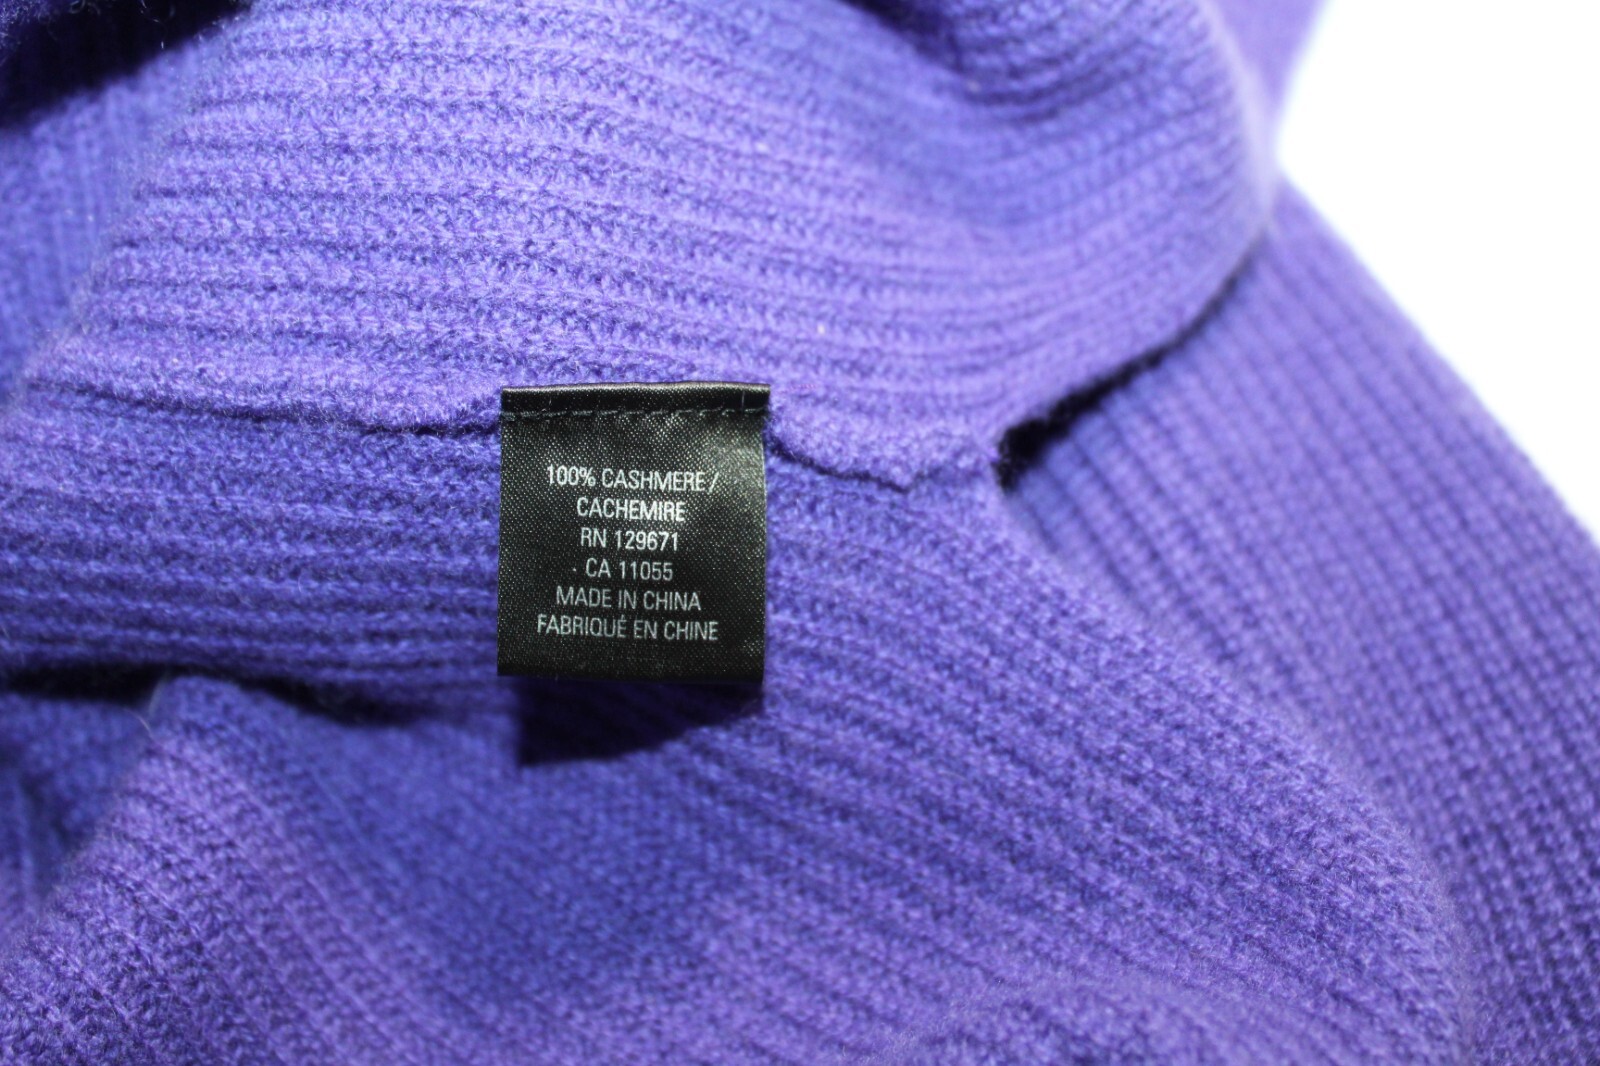 100% CASHMERE/
CACHEMIRE
RN 129671
CA 11055
MADE IN CHINA
FABRIQUÉ EN CHINE